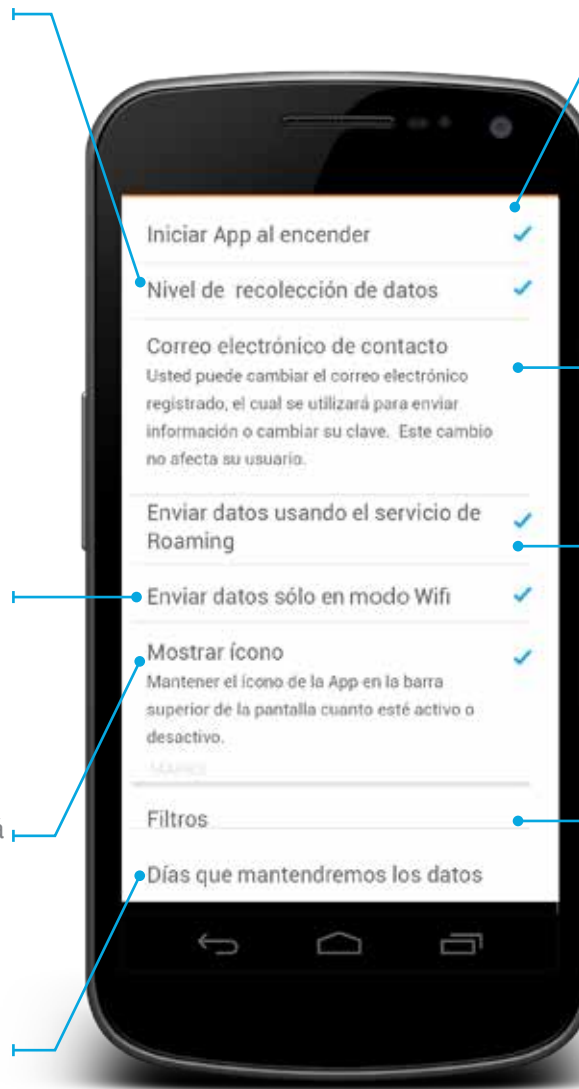 Iniciar App al encender
Nivel de recolección de datos
Correo electrónico de contacto
Usted puede cambiar el correo electrónico
registrado, el cual se utilizará para enviar
información o cambiar su clave. Este cambio
no afecta su usuario.
Enviar datos usando el servicio de
Roaming
Enviar datos sólo en modo Wifi
Mostrar ícono
Mantener el ícono de la App en la barra
superior de la pantalla cuanto esté activo o
desactivo.
a
Filtros
Días que mantendremos los datos